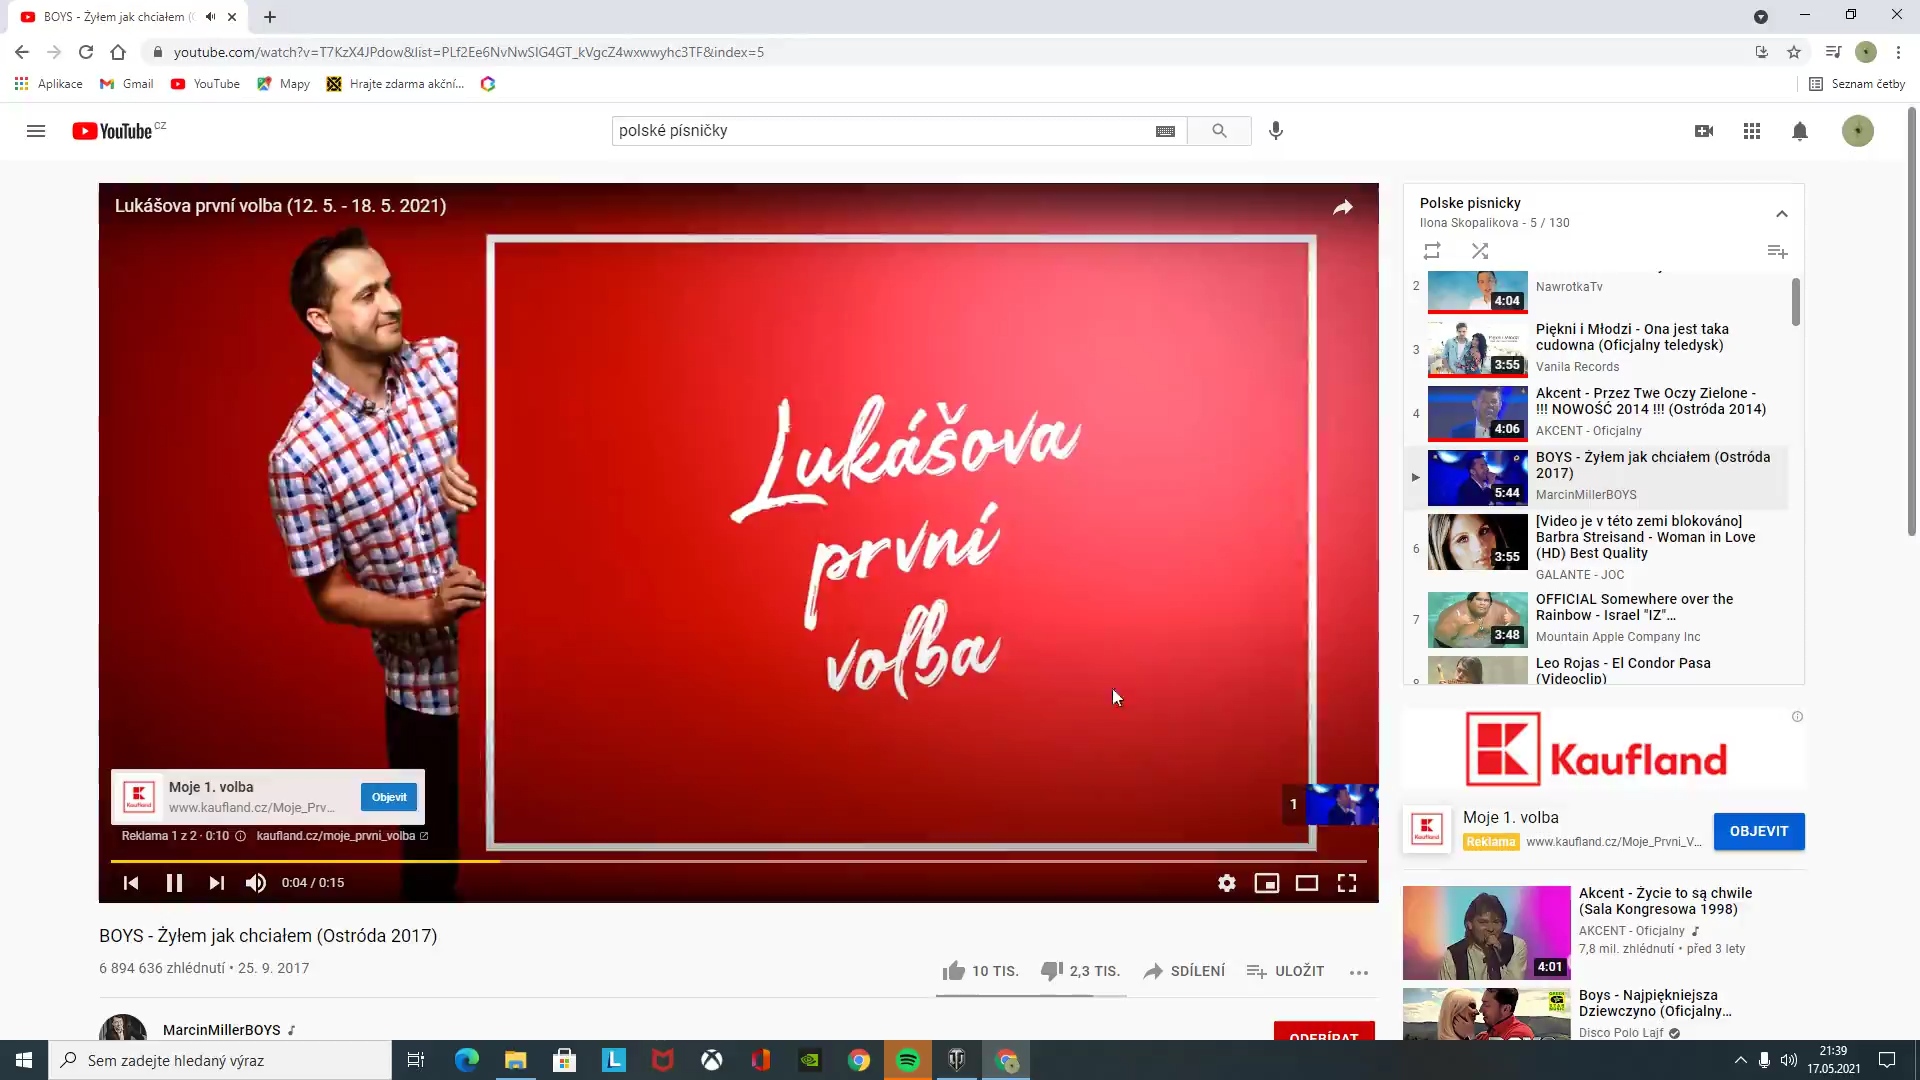 BOYS - Żyłem jak chciałem (
youtube.com/watch?v=T7KzX4JPdow&list=PLf2Ee6NvNwSIG4GT_kVgcZ4wxwwyhc3TF&index=5
Aplikace
Gmail
YouTube
Mapy
Hrajte zdarma akční...
Seznam četby
YouTube CZ
polské písničky
Lukášova první volba (12. 5. - 18. 5. 2021)
Lukášova
první
volba
Kaufland
Moje 1. volba
www.kaufland.cz/Moje_Prv...
Objevit
Reklama 1 z 2 · 0:10
kaufland.cz/moje_prvni_volba
1
0:04 / 0:15
BOYS - Żyłem jak chciałem (Ostróda 2017)
6 894 636 zhlédnutí • 25. 9. 2017
10 TIS.
2,3 TIS.
SDÍLENÍ
ULOŽIT
MarcinMillerBOYS
ODEBÍRAT
Polske pisnicky
Ilona Skopalikova - 5 / 130
2
4:04
NawrotkaTv
3
3:55
Piękni i Młodzi - Ona jest taka
cudowna (Oficjalny teledysk)
Vanila Records
4
4:06
Akcent - Przez Twe Oczy Zielone -
!!! NOWOŚĆ 2014 !!! (Ostróda 2014)
AKCENT - Oficjalny
5:44
BOYS - Żyłem jak chciałem (Ostróda
2017)
MarcinMillerBOYS
6
3:55
[Video je v této zemi blokováno]
Barbra Streisand - Woman in Love
(HD) Best Quality
GALANTE - JOC
7
3:48
OFFICIAL Somewhere over the
Rainbow - Israel "IZ"...
Mountain Apple Company Inc
8
Leo Rojas - El Condor Pasa
(Videoclip)
Kaufland
Kaufland
Moje 1. volba
Reklama www.kaufland.cz/Moje_Prvni_V...
OBJEVIT
4:01
Akcent - Życie to są chwile
(Sala Kongresowa 1998)
AKCENT - Oficjalny
7,8 mil. zhlédnutí • před 3 lety
Boys - Najpiękniejsza
Dziewczyno (Oficjalny...
Disco Polo Lajf
Sem zadejte hledaný výraz
21:39
17.05.2021